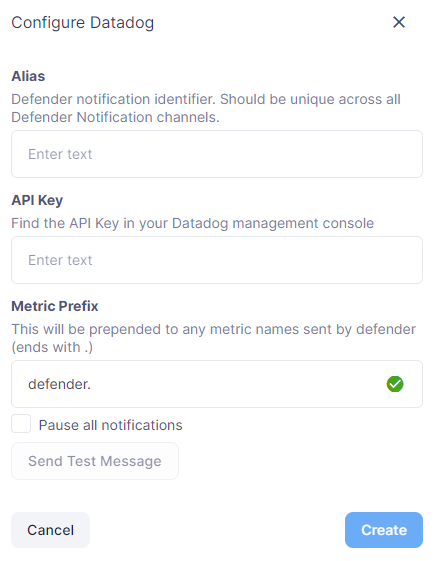 Configure Datadog
Alias
Defender notification identifier. Should be unique across all
Defender Notification channels.
Enter text
API Key
Find the API Key in your Datadog management console
Enter text
Metric Prefix
This will be prepended to any metric names sent by defender
(ends with .)
defender.
Pause all notifications
Send Test Message
Cancel
Create